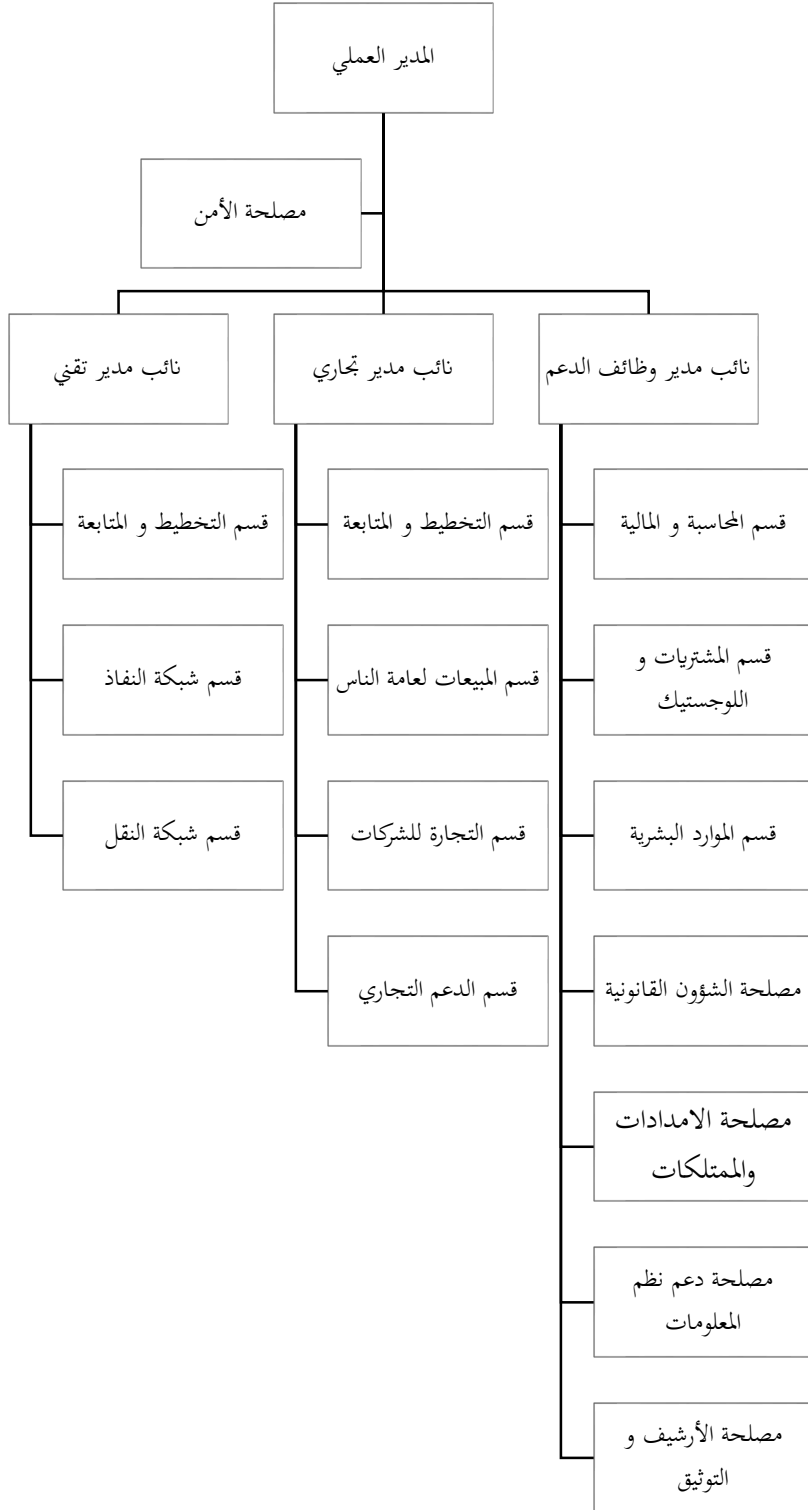 المدير العملي
مصلحة الأمن
نائب مدير وظائف الدعم
نائب مدير تجاري
نائب مدير تقني
قسم المحاسبة و المالية
قسم التخطيط و المتابعة
قسم التخطيط و المتابعة
قسم المشتريات و
اللوجستيك
قسم المبيعات لعامة الناس
قسم شبكة النفاذ
قسم الموارد البشرية
قسم التجارة للشركات
قسم شبكة النقل
مصلحة الشؤون القانونية
قسم الدعم التجاري
مصلحة الامدادات
والممتلكات
مصلحة دعم نظم
المعلومات
مصلحة الأرشيف و
التوثيق